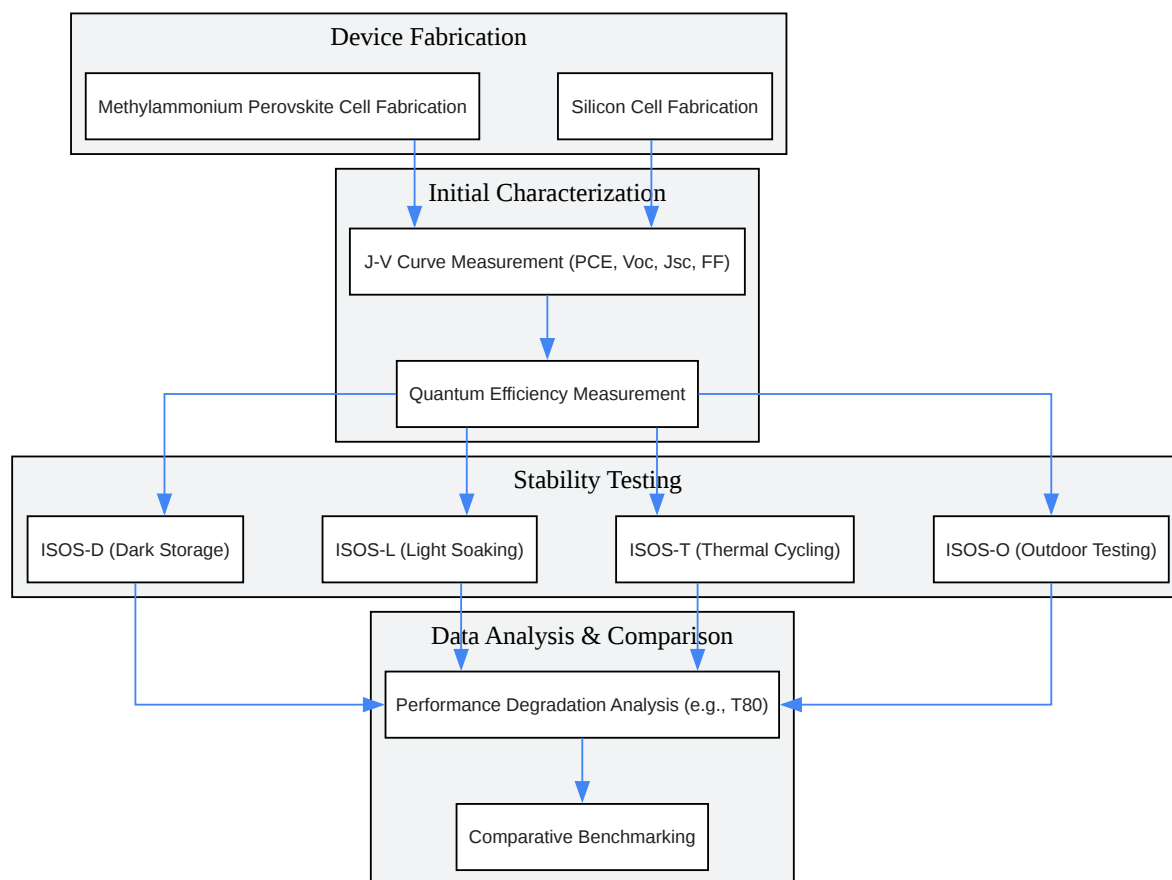 Device Fabrication
Methylammonium Perovskite Cell Fabrication
Silicon Cell Fabrication
Initial Characterization
J-V Curve Measurement (PCE, Voc, Jsc, FF)
Quantum Efficiency Measurement
Stability Testing
ISOS-D (Dark Storage)
ISOS-L (Light Soaking)
ISOS-T (Thermal Cycling)
ISOS-O (Outdoor Testing)
Data Analysis & Comparison
Performance Degradation Analysis (e.g., T80)
Comparative Benchmarking